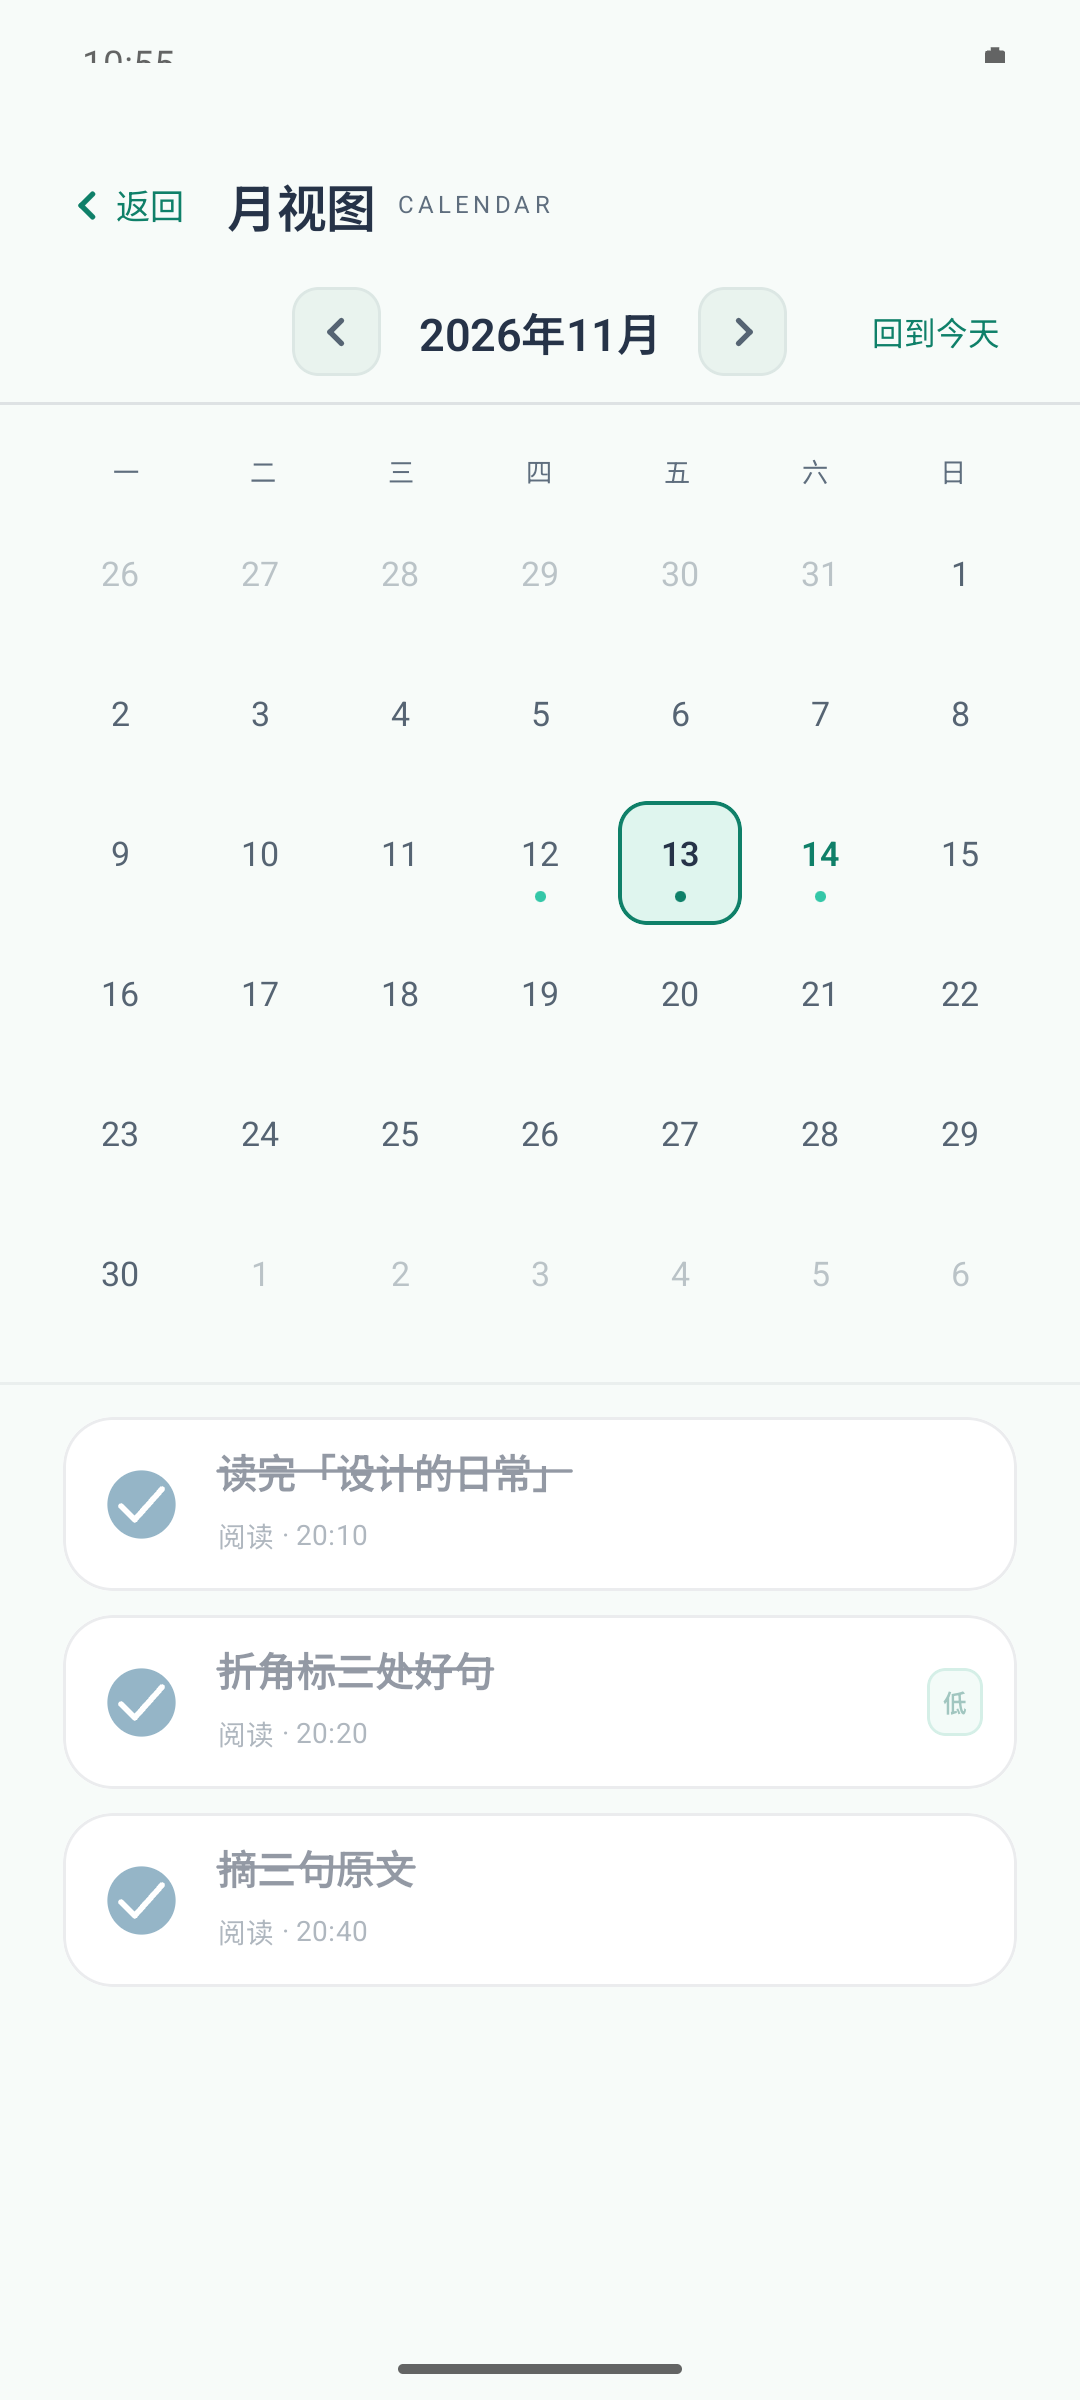 10:55
返回 月视图 CALENDAR
2026年11月 回到今天
一 二 三 四 五 六 日
26 27 28 29 30 31 1
2 3 4 5 6 7 8
9 10 11 12 13 14 15
16 17 18 19 20 21 22
23 24 25 26 27 28 29
30 1 2 3 4 5 6
读完「设计的日常」
阅读 · 20:10
折角标三处好句
阅读 · 20:20
低
摘三句原文
阅读 · 20:40